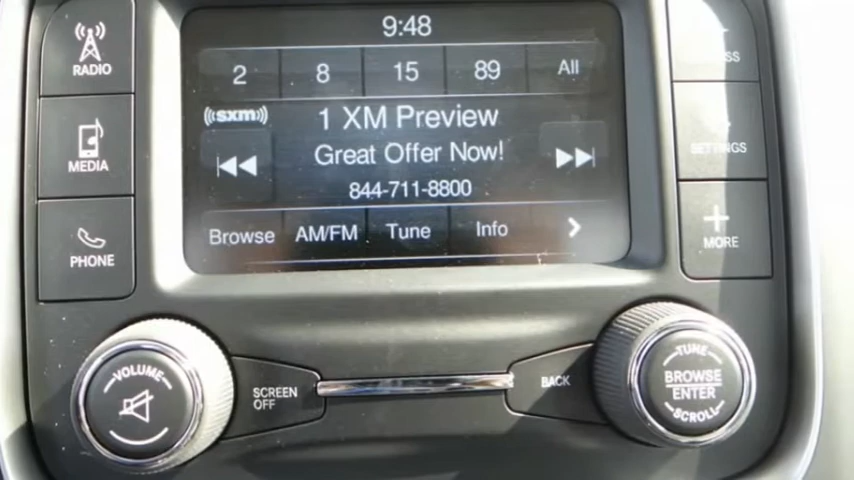 9:48
RADIO
2 8 15 89 All
SETTINGS
((sxm))
1 XM Preview
MEDIA
Great Offer Now!
844-711-8800
PHONE
Browse AM/FM Tune Info >
MORE
VOLUME
SCREEN
OFF
BACK
TUNE
BROWSE
ENTER
SCROLL